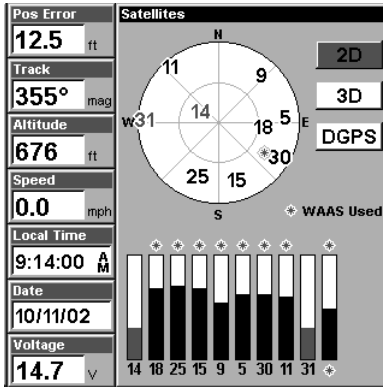 Pos Error
12.5 ft
Track
355° mag
Altitude
676 ft
Speed
0.0 mph
Local Time
9:14:00 AM
Date
10/11/02
Voltage
14.7 V
Satellites
N
11 9
14
W 31 18 5 E
30
25 15
S
2D
3D
DGPS
WAAS Used
14 18 25 15 9 5 30 11 31